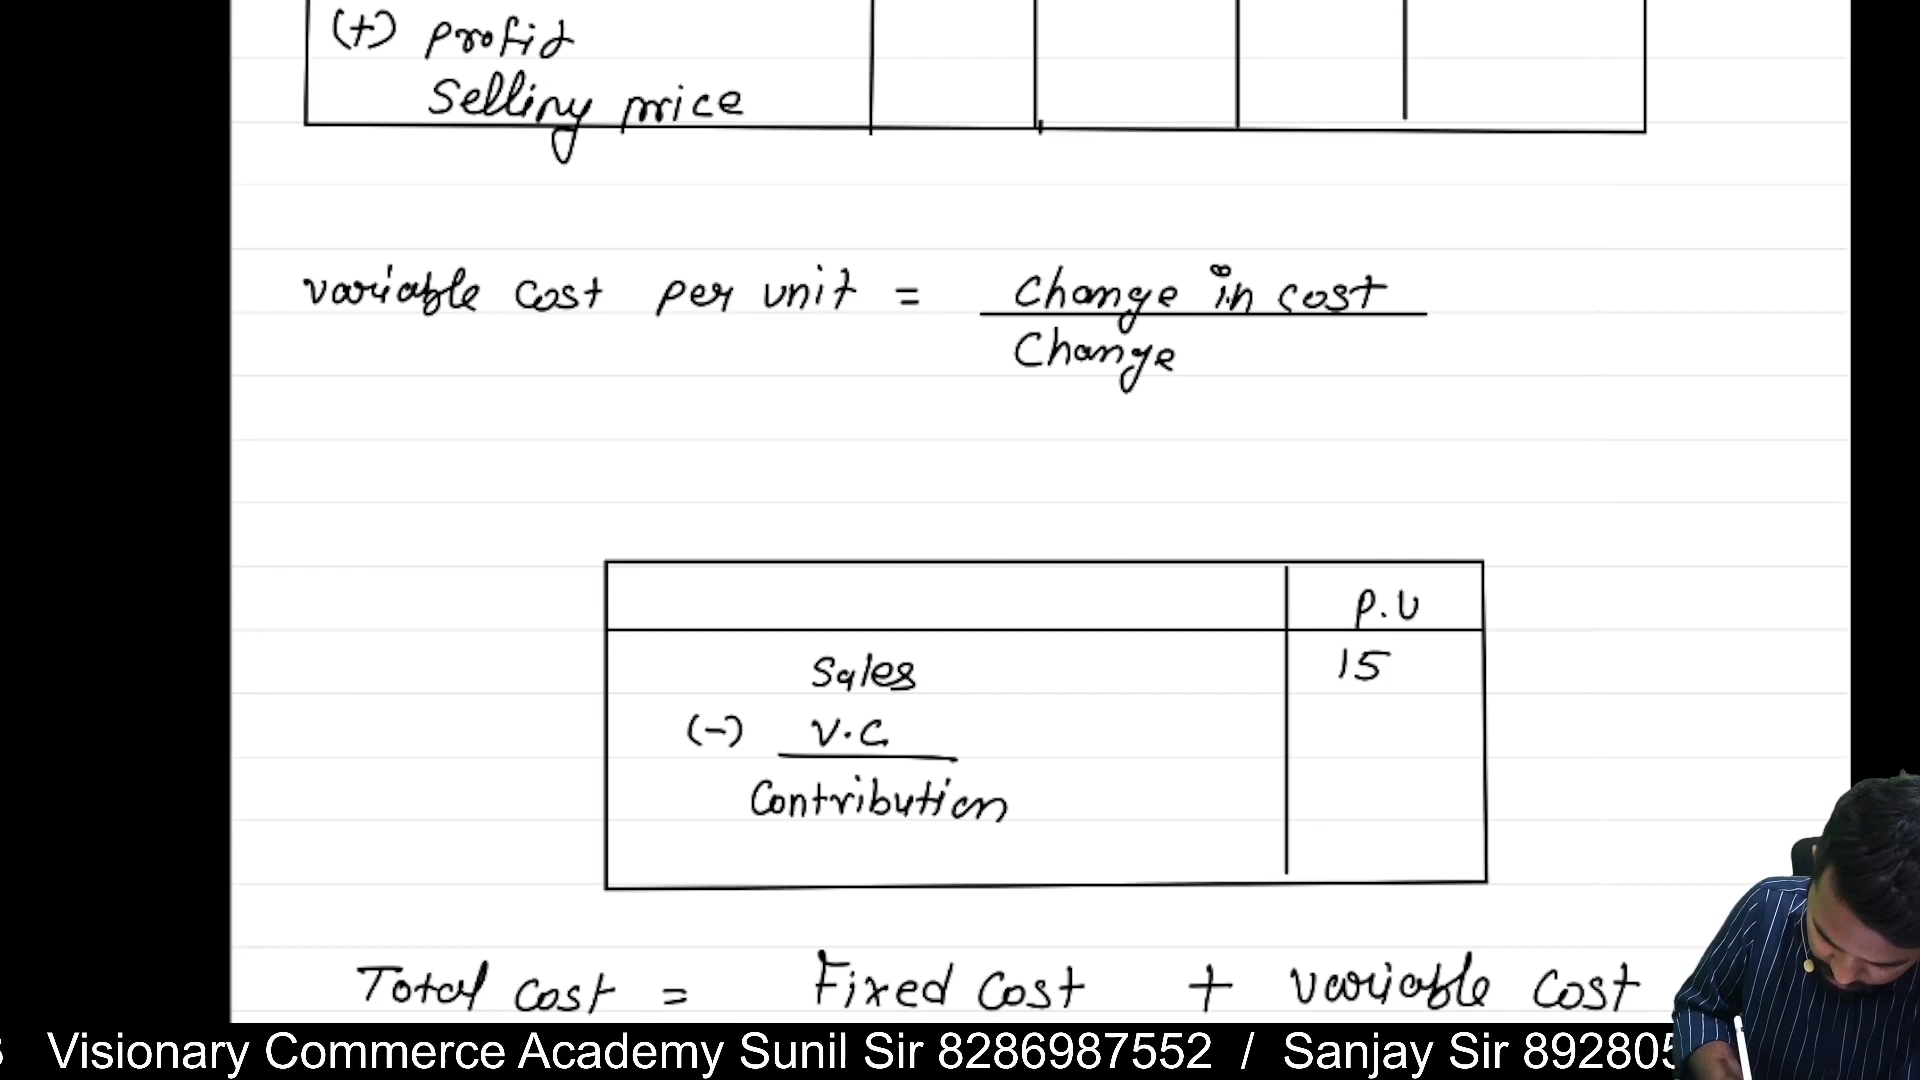 (+) profit
Selling price
variable cost per unit = Change in cost
Change
P.U
Sales 15
(-) V.C
Contribution
Total cost = Fixed cost + variable cost
3 Visionary Commerce Academy Sunil Sir 8286987552 / Sanjay Sir 892805